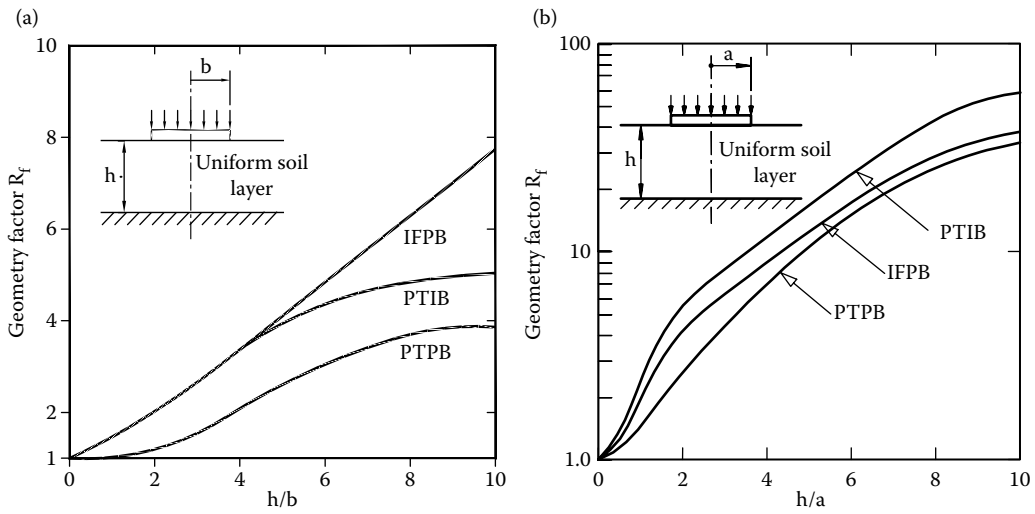 (a)
10
8
6
4
2
1
Geometry factor R_f
b
h
Uniform soil
layer
IFPB
PTIB
PTPB
0 2 4 6 8 10
h/b
(b)
100
10
1.0
Geometry factor R_f
a
h
Uniform soil
layer
PTIB
IFPB
PTPB
0 2 4 6 8 10
h/a